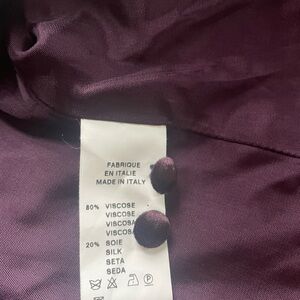 FABRIQUE
EN ITALIE
MADE IN ITALY
80% VISCOSE
VISCOSE
VISCOSA
VISCOSA
20% SOIE
SILK
SETA
SEDA